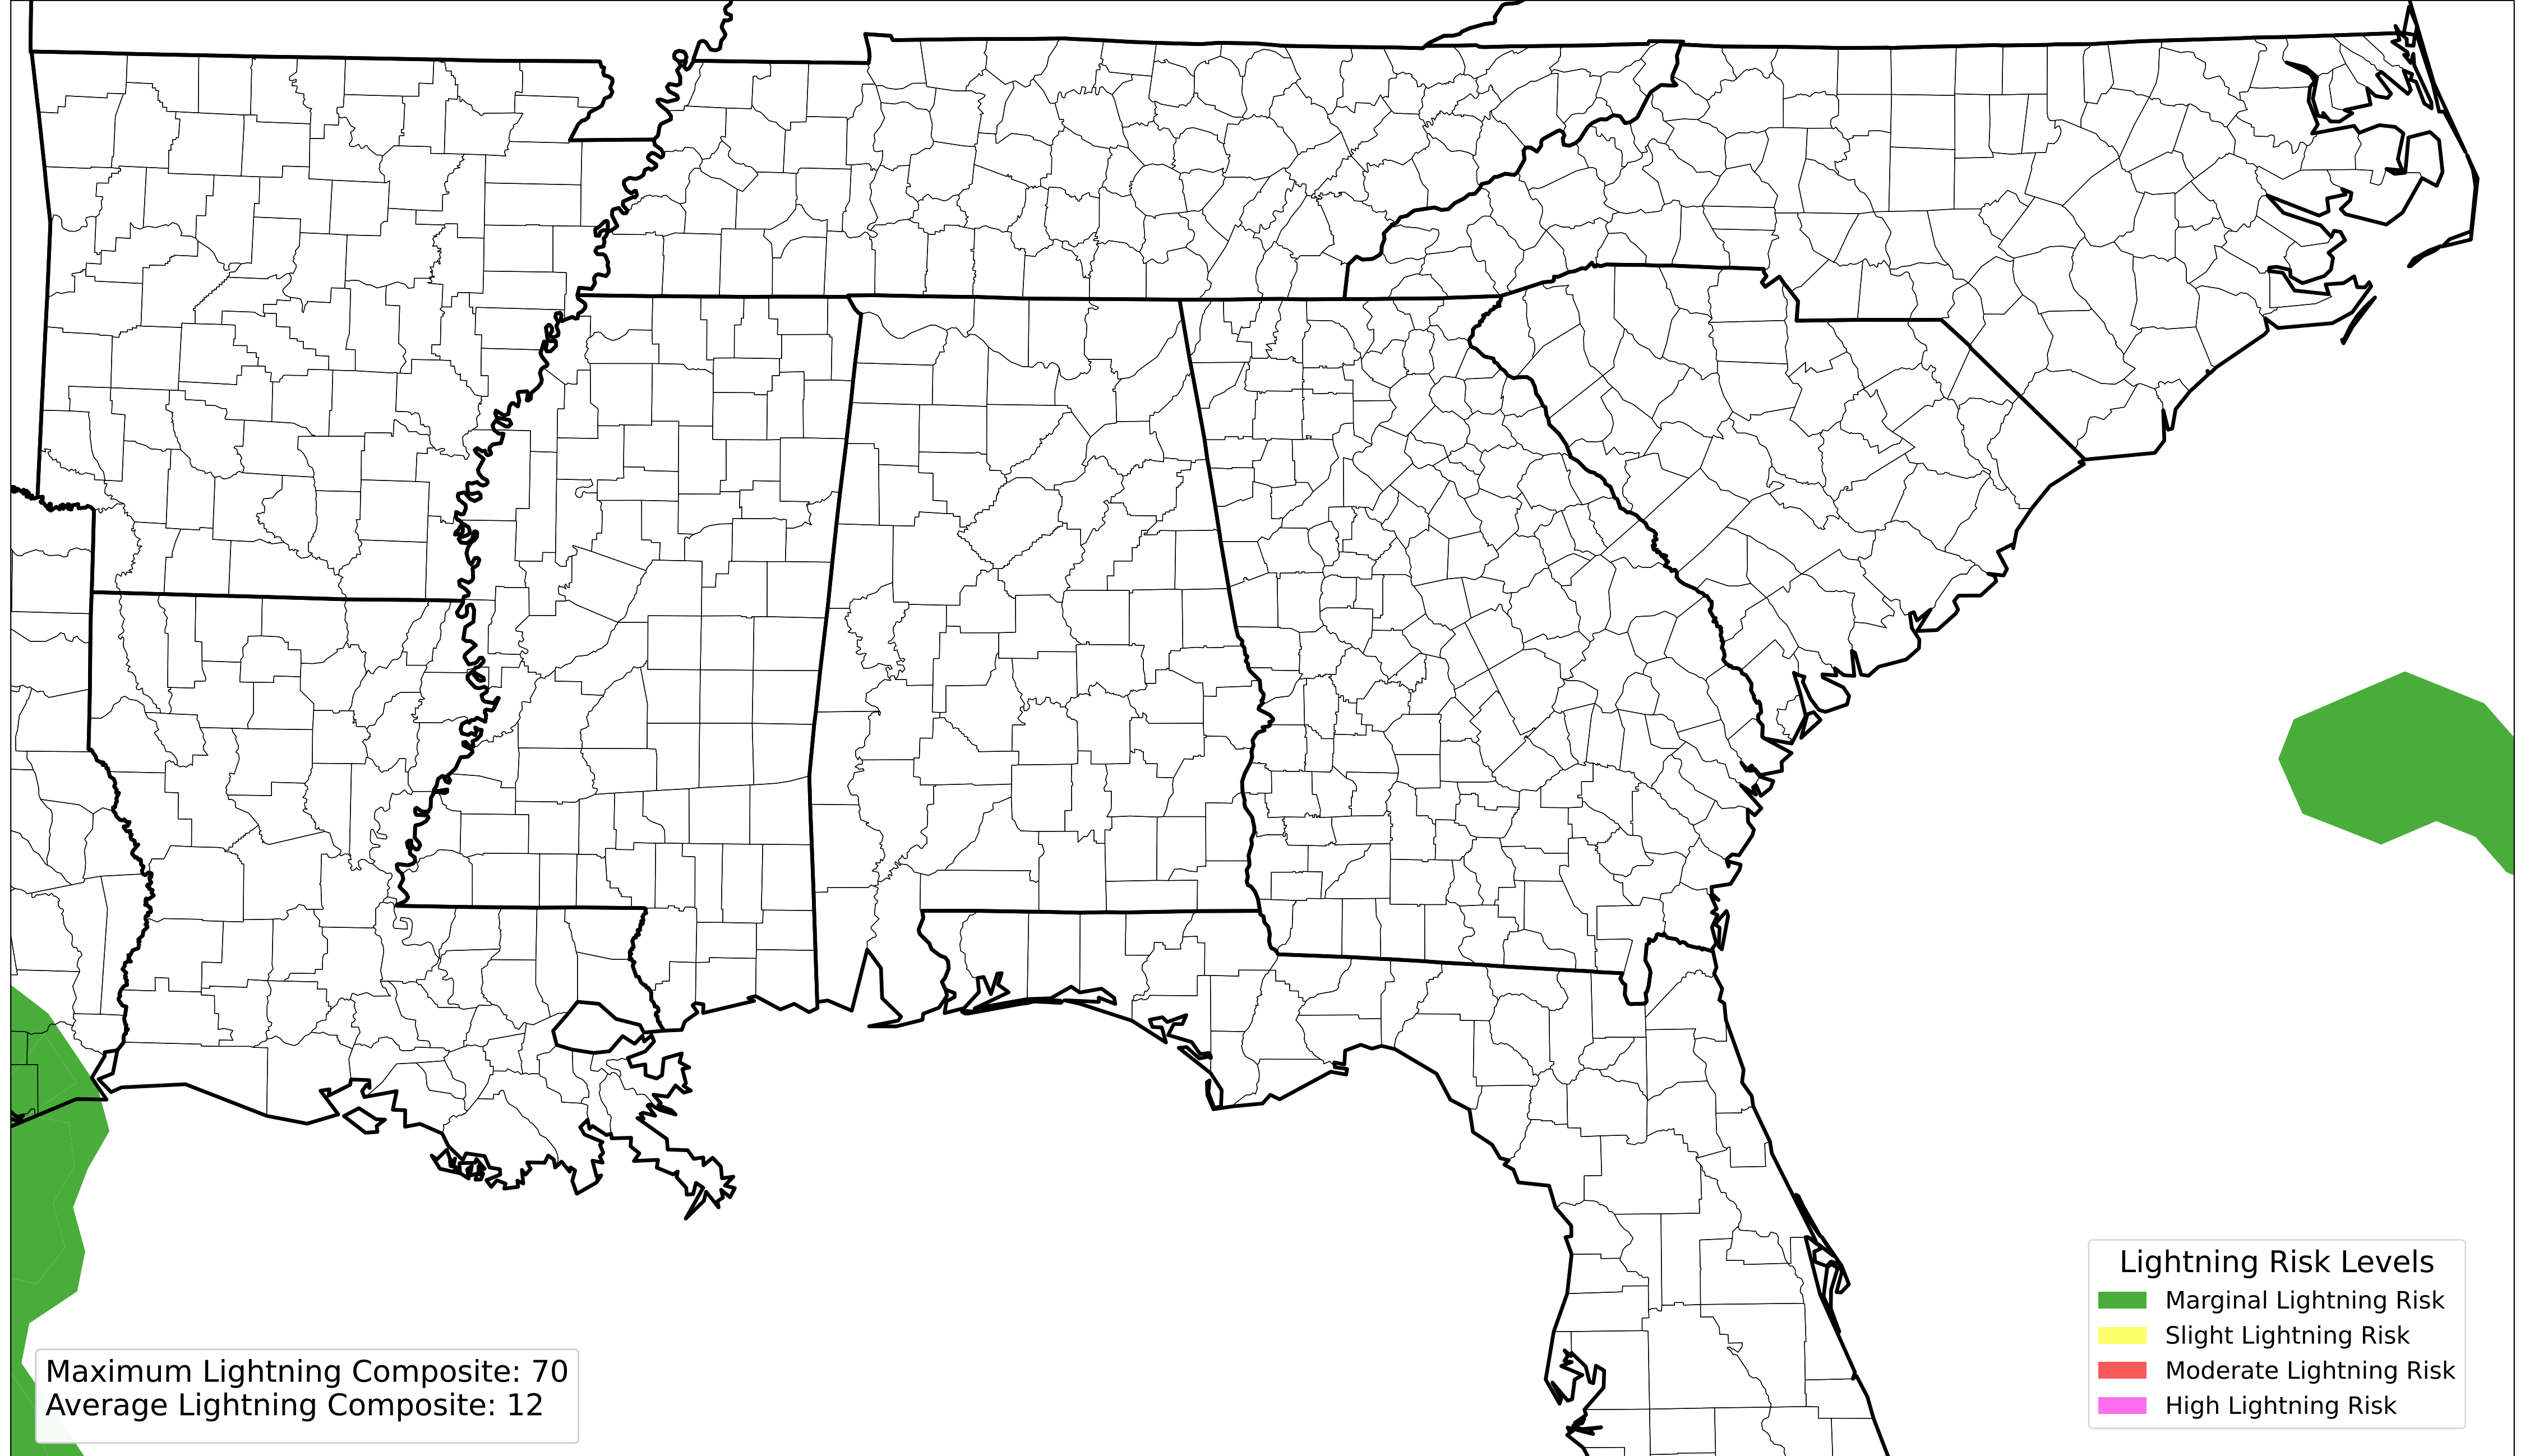 Maximum Lightning Composite: 70
Average Lightning Composite: 12
Lightning Risk Levels
Marginal Lightning Risk
Slight Lightning Risk
Moderate Lightning Risk
High Lightning Risk